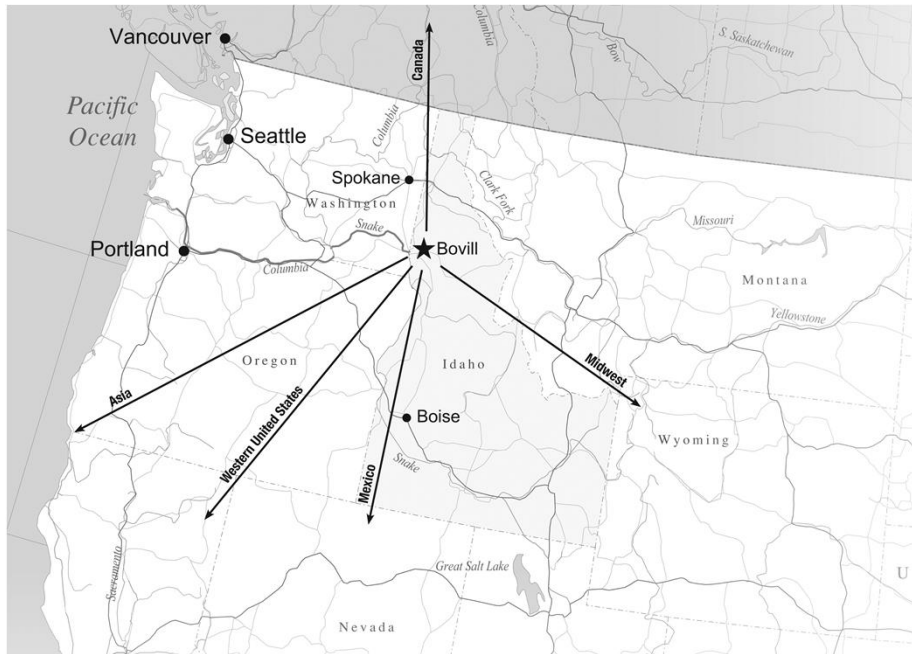 Vancouver
Canada
Columbia
Columbia
Bow
S. Saskatchewan
Pacific
Ocean
Seattle
Spokane
Washington
Clark Fork
Missouri
Snake
Bovill
Portland
Columbia
Montana
Yellowstone
Oregon
Idaho
Midwest
Asia
Western United States
Boise
Wyoming
Snake
Mexico
Sacramento
Great Salt Lake
U
Nevada